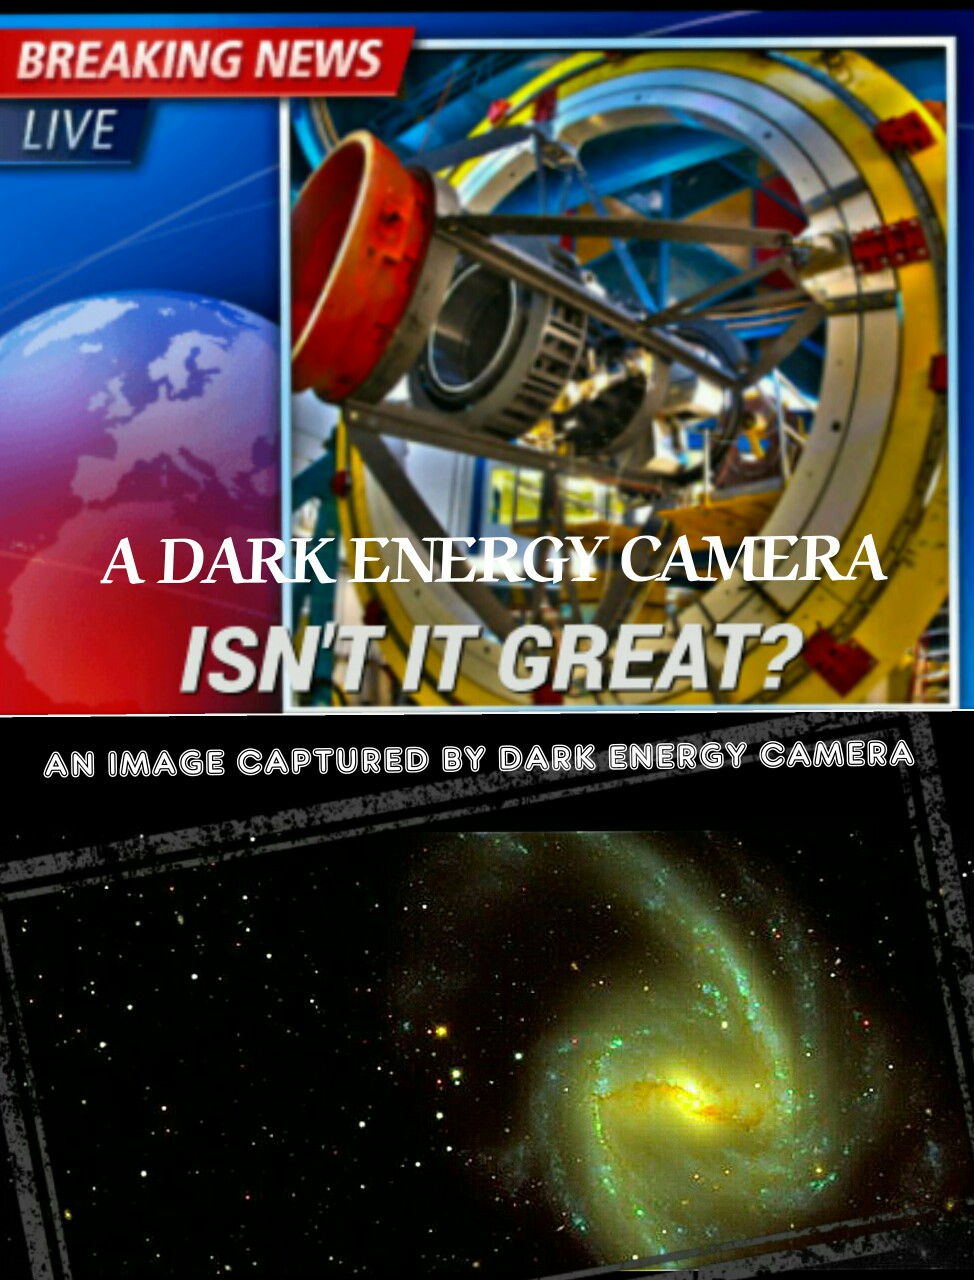 BREAKING NEWS
LIVE
A DARK ENERGY CAMERA
ISN'T IT GREAT?
AN IMAGE CAPTURED BY DARK ENERGY CAMERA